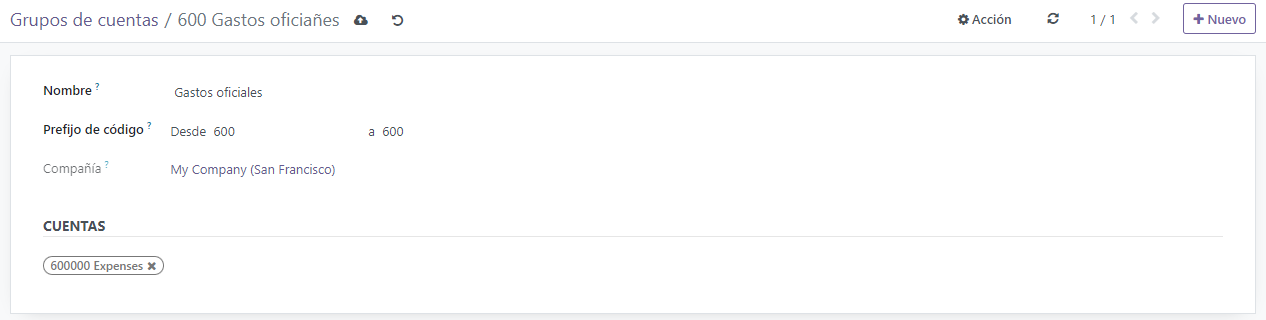 Grupos de cuentas / 600 Gastos oficiañes
Acción
1 / 1
+ Nuevo
Nombre ?
Gastos oficiales
Prefijo de código ?
Desde 600 a 600
Compañía ?
My Company (San Francisco)
CUENTAS
600000 Expenses ✖